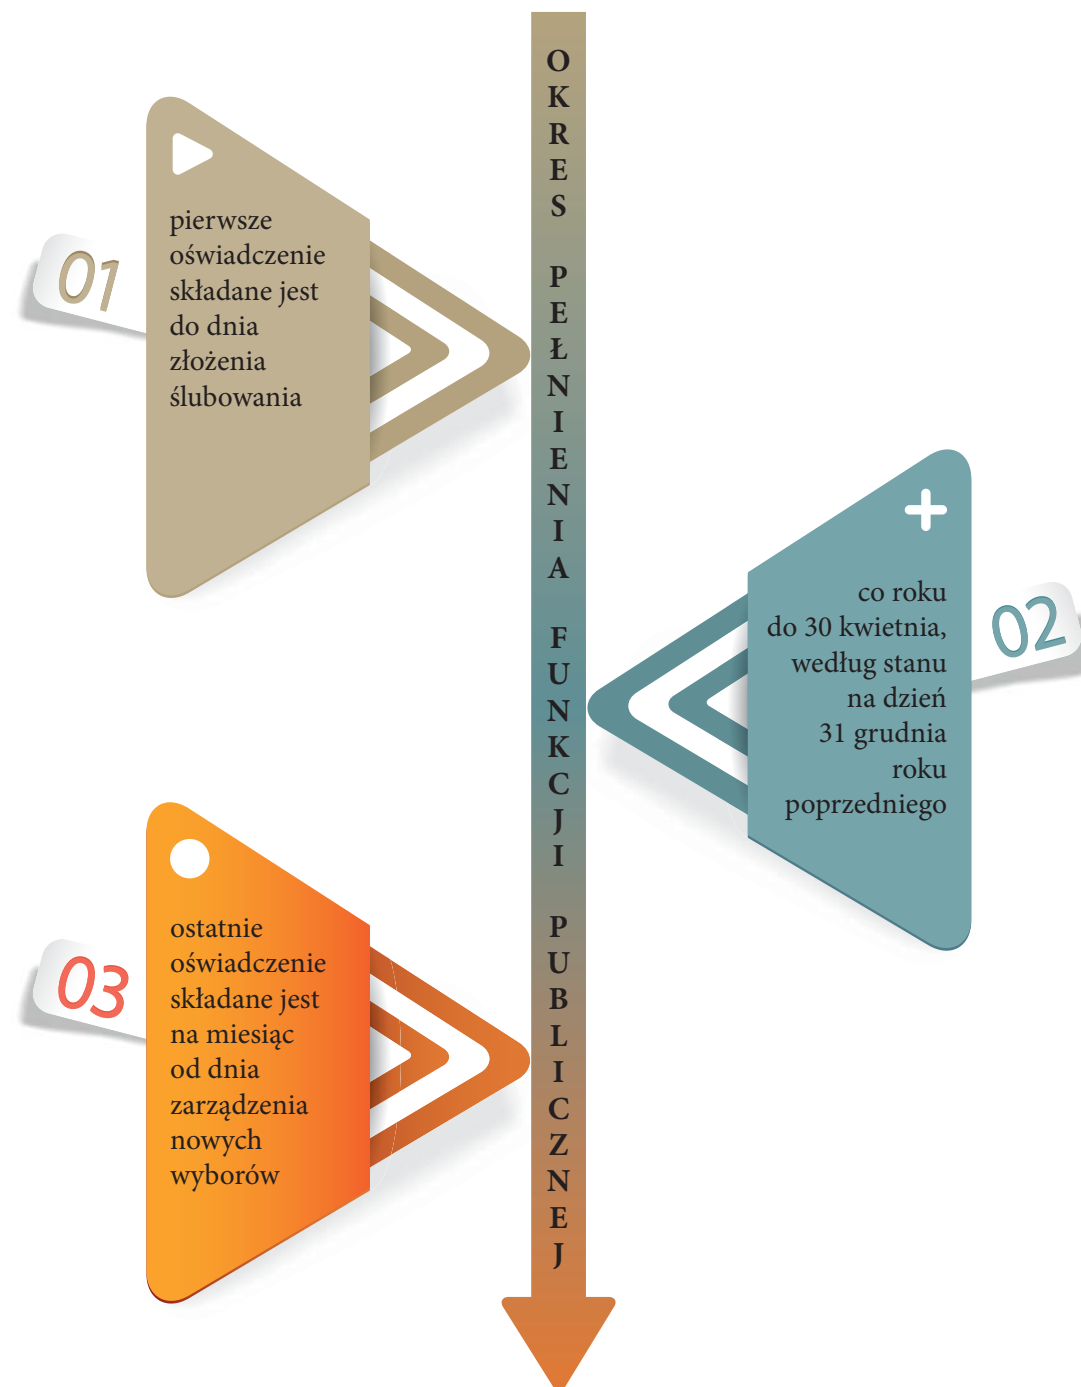 OKRES PEŁNIENIA FUNKCJI PUBLICZNEJ
01
pierwsze
oświadczenie
składane jest
do dnia
złożenia
ślubowania
02
co roku
do 30 kwietnia,
według stanu
na dzień
31 grudnia
roku
poprzedniego
03
ostatnie
oświadczenie
składane jest
na miesiąc
od dnia
zarządzenia
nowych
wyborów